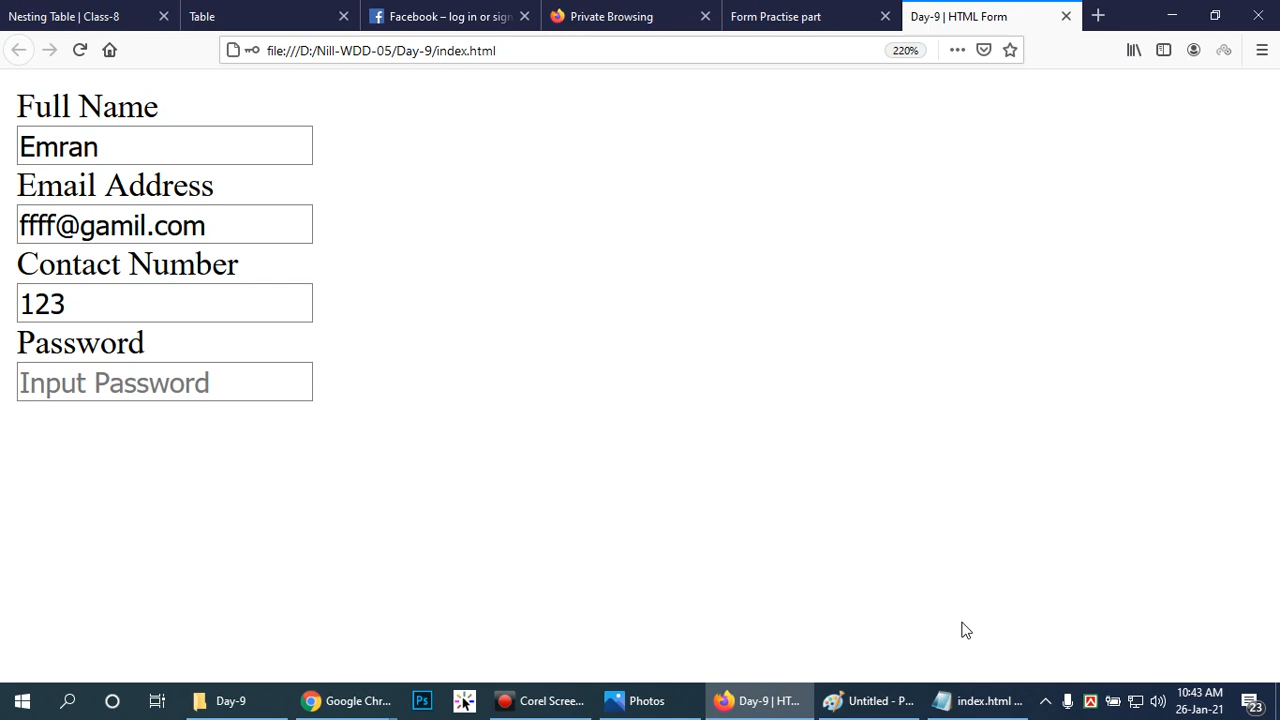 Nesting Table | Class-8
Table
Facebook – log in or sign
Private Browsing
Form Practise part
Day-9 | HTML Form
file:///D:/Nill-WDD-05/Day-9/index.html
220%
Full Name
Emran
Email Address
ffff@gamil.com
Contact Number
123
Password
Input Password
Day-9
Google Chr...
Ps
Corel Scree...
Photos
Day-9 | HT...
Untitled - P...
index.html ...
10:43 AM
26-Jan-21
23